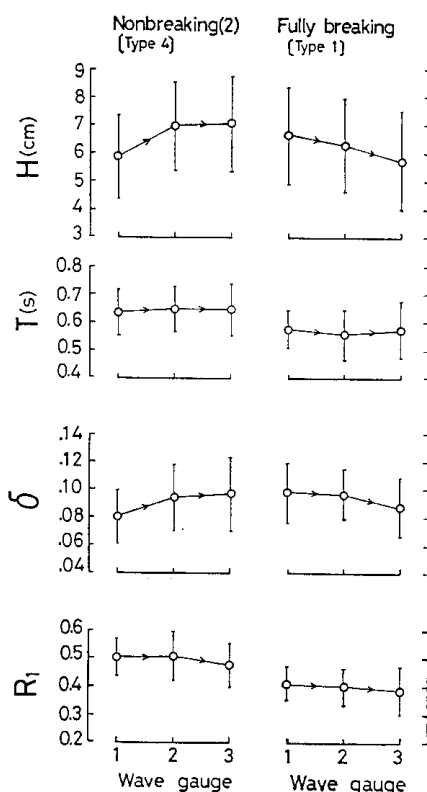 Nonbreaking(2) Fully breaking
(Type 4) (Type 1)
9
8
7
6
5
4
3
H(cm)
0.8
0.7
0.6
0.5
0.4
T(s)
.14
.12
.10
.08
.06
.04
δ
0.6
0.5
0.4
0.3
0.2
R1
1 2 3 1 2 3
Wave gauge Wave gauge